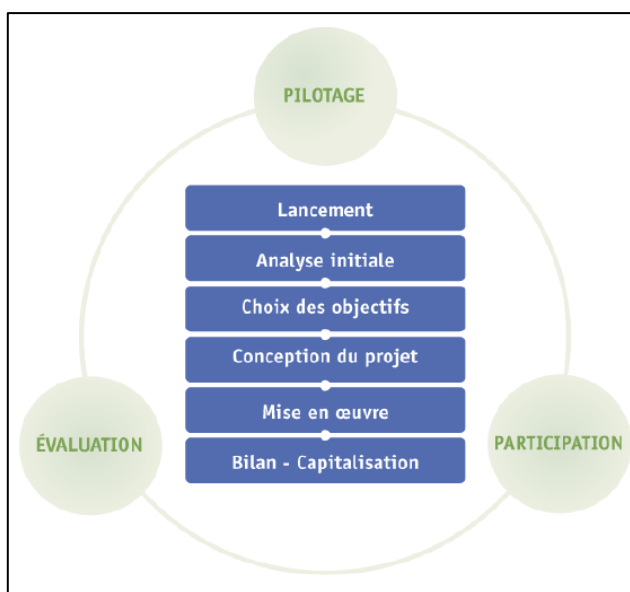 PILOTAGE
Lancement
Analyse initiale
Choix des objectifs
Conception du projet
Mise en œuvre
ÉVALUATION
PARTICIPATION
Bilan - Capitalisation